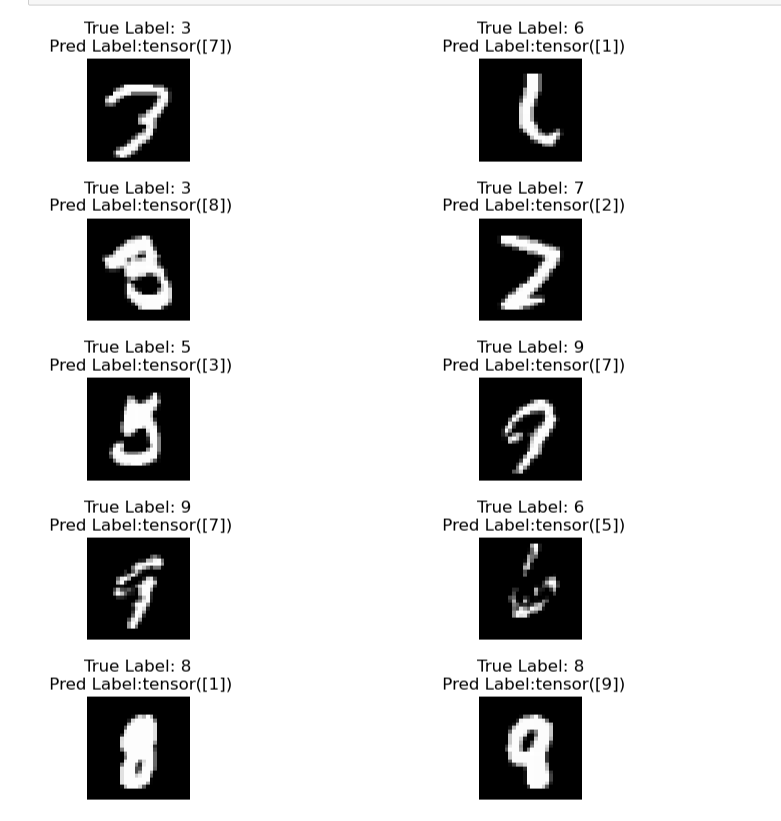 True Label: 3
Pred Label:tensor([7])
True Label: 6
Pred Label:tensor([1])
True Label: 3
Pred Label:tensor([8])
True Label: 7
Pred Label:tensor([2])
True Label: 5
Pred Label:tensor([3])
True Label: 9
Pred Label:tensor([7])
True Label: 9
Pred Label:tensor([7])
True Label: 6
Pred Label:tensor([5])
True Label: 8
Pred Label:tensor([1])
True Label: 8
Pred Label:tensor([9])